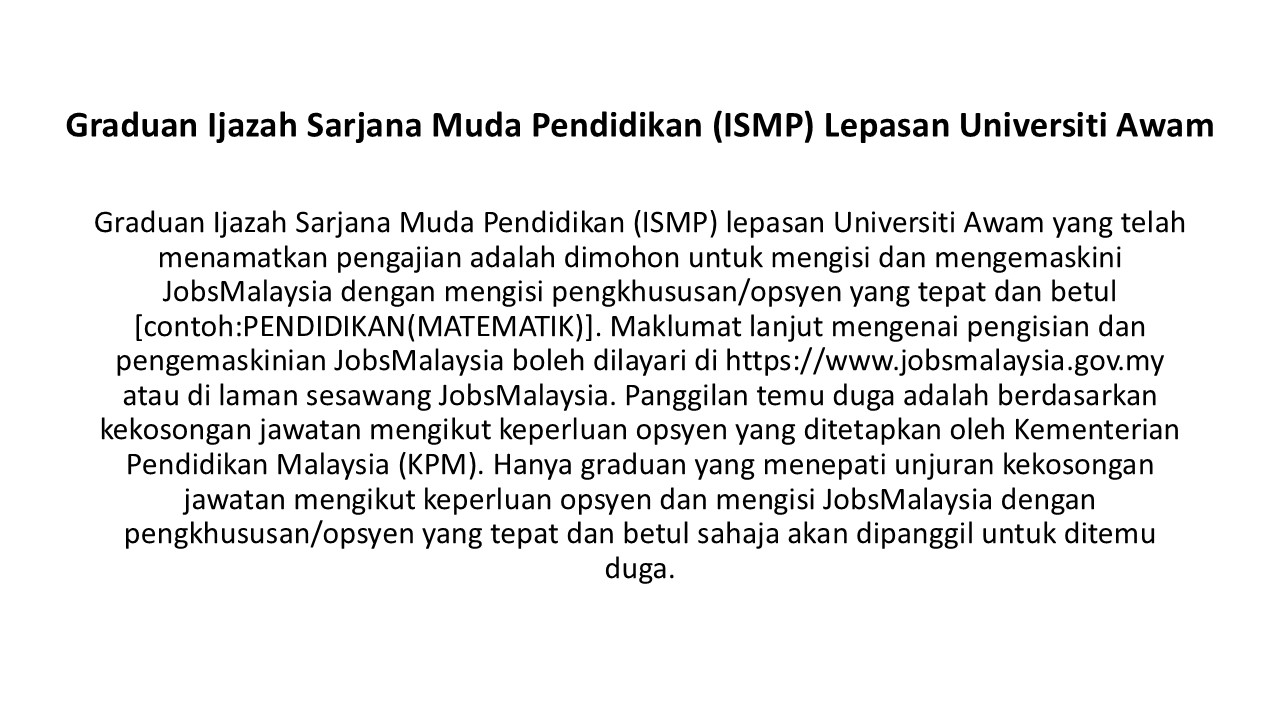 Graduan Ijazah Sarjana Muda Pendidikan (ISMP) Lepasan Universiti Awam
Graduan Ijazah Sarjana Muda Pendidikan (ISMP) lepasan Universiti Awam yang telah
menamatkan pengajian adalah dimohon untuk mengisi dan mengemaskini
JobsMalaysia dengan mengisi pengkhususan/opsyen yang tepat dan betul
[contoh:PENDIDIKAN(MATEMATIK)]. Maklumat lanjut mengenai pengisian dan
pengemaskinian JobsMalaysia boleh dilayari di https://www.jobsmalaysia.gov.my
atau di laman sesawang JobsMalaysia. Panggilan temu duga adalah berdasarkan
kekosongan jawatan mengikut keperluan opsyen yang ditetapkan oleh Kementerian
Pendidikan Malaysia (KPM). Hanya graduan yang menepati unjuran kekosongan
jawatan mengikut keperluan opsyen dan mengisi JobsMalaysia dengan
pengkhususan/opsyen yang tepat dan betul sahaja akan dipanggil untuk ditemu
duga.